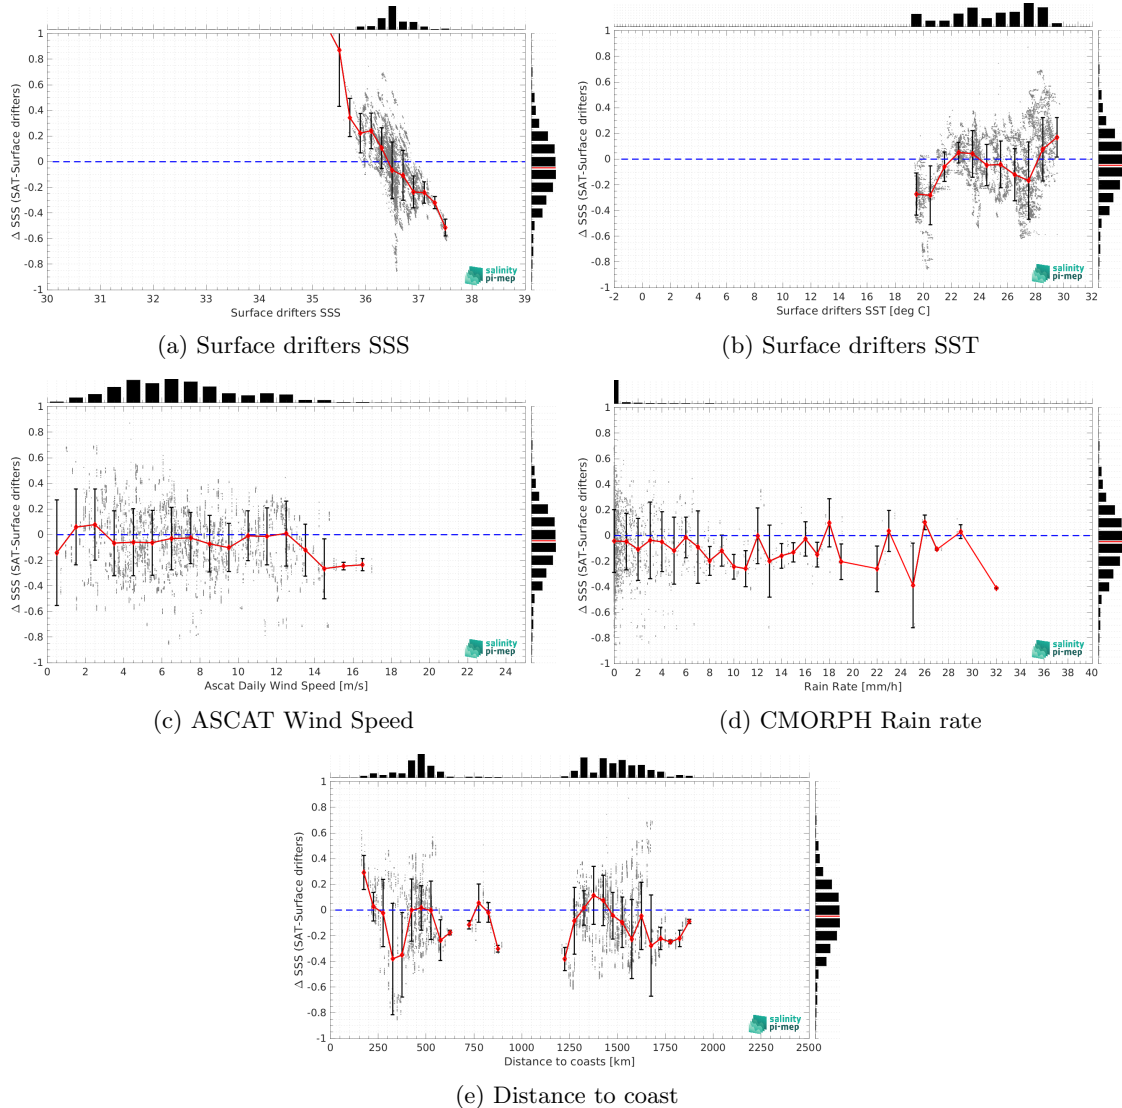 1
0.8
0.6
0.4
0.2
0
-0.2
-0.4
-0.6
-0.8
-1
Δ SSS (SAT-Surface drifters)
30 31 32 33 34 35 36 37 38 39
Surface drifters SSS
salinity
pi-mep
(a) Surface drifters SSS
1
0.8
0.6
0.4
0.2
0
-0.2
-0.4
-0.6
-0.8
-1
Δ SSS (SAT-Surface drifters)
-2 0 2 4 6 8 10 12 14 16 18 20 22 24 26 28 30 32
Surface drifters SST [deg C]
salinity
pi-mep
(b) Surface drifters SST
1
0.8
0.6
0.4
0.2
0
-0.2
-0.4
-0.6
-0.8
-1
Δ SSS (SAT-Surface drifters)
0 2 4 6 8 10 12 14 16 18 20 22 24
Ascat Daily Wind Speed [m/s]
salinity
pi-mep
(c) ASCAT Wind Speed
1
0.8
0.6
0.4
0.2
0
-0.2
-0.4
-0.6
-0.8
-1
Δ SSS (SAT-Surface drifters)
0 2 4 6 8 10 12 14 16 18 20 22 24 26 28 30 32 34 36 38 40
Rain Rate [mm/h]
salinity
pi-mep
(d) CMORPH Rain rate
1
0.8
0.6
0.4
0.2
0
-0.2
-0.4
-0.6
-0.8
-1
Δ SSS (SAT-Surface drifters)
0 250 500 750 1000 1250 1500 1750 2000 2250 2500
Distance to coasts [km]
salinity
pi-mep
(e) Distance to coast